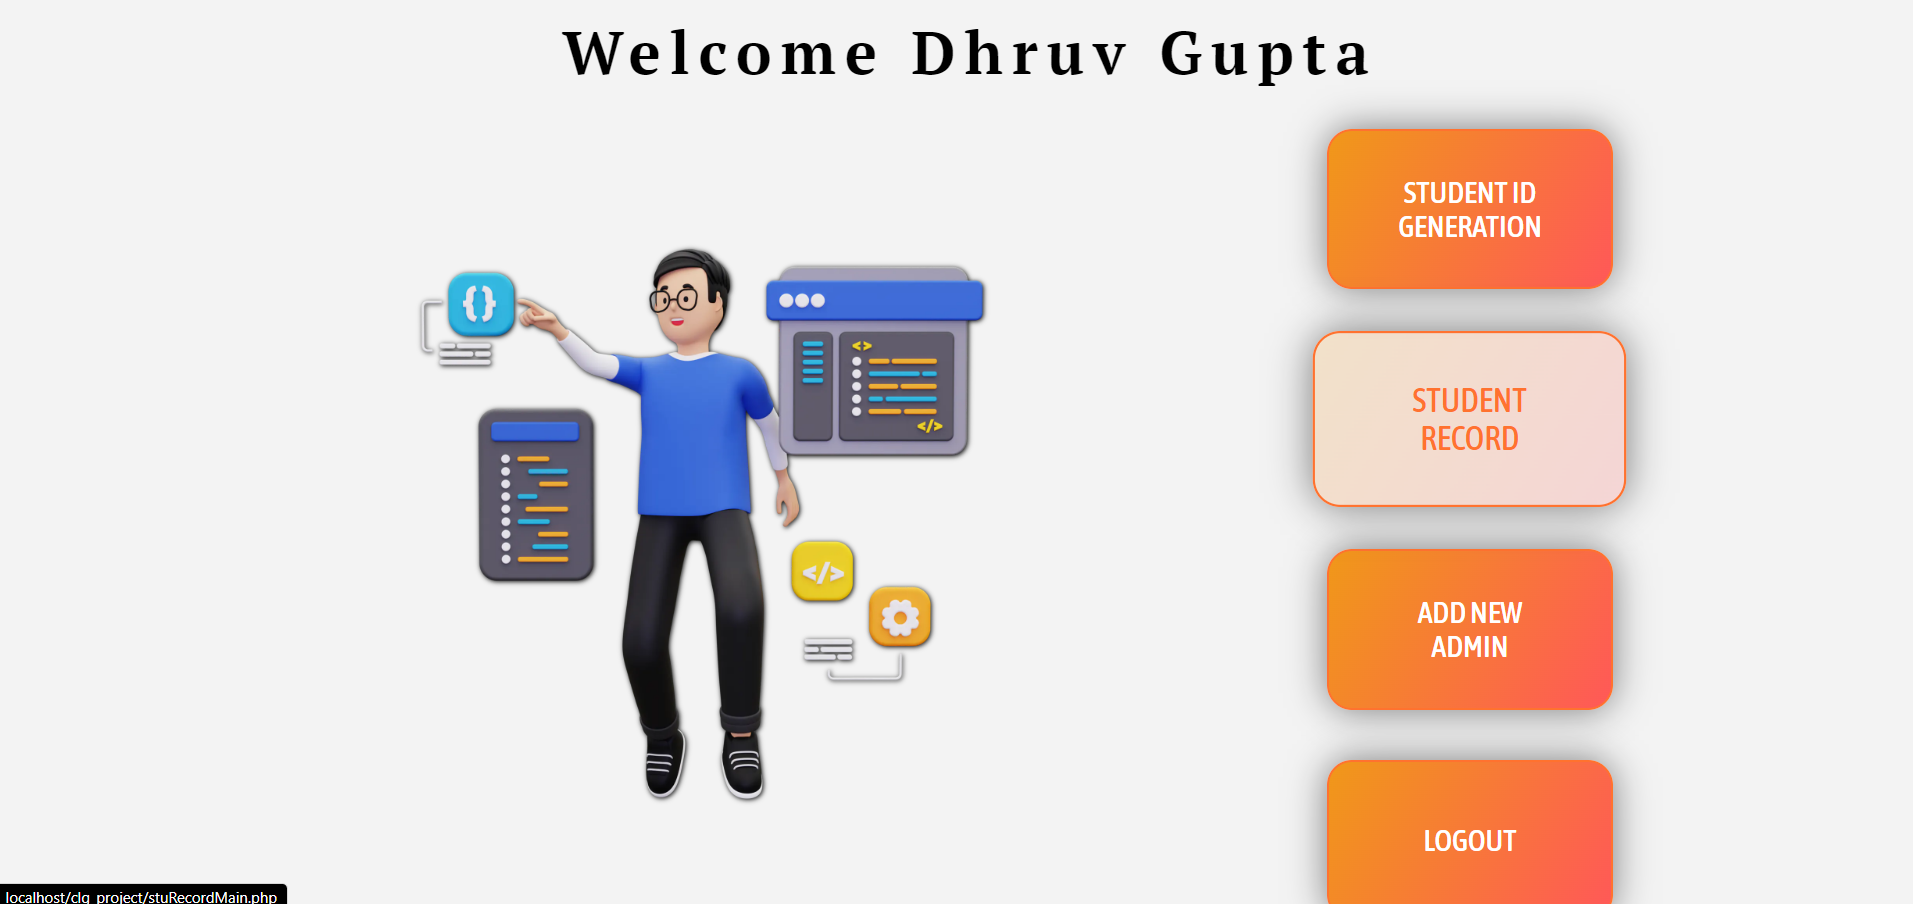 Welcome Dhruv Gupta
STUDENT ID
GENERATION
{}
<>
</>
STUDENT
RECORD
</>
ADD NEW
ADMIN
LOGOUT
localhost/clg_project/stuRecordMain.php